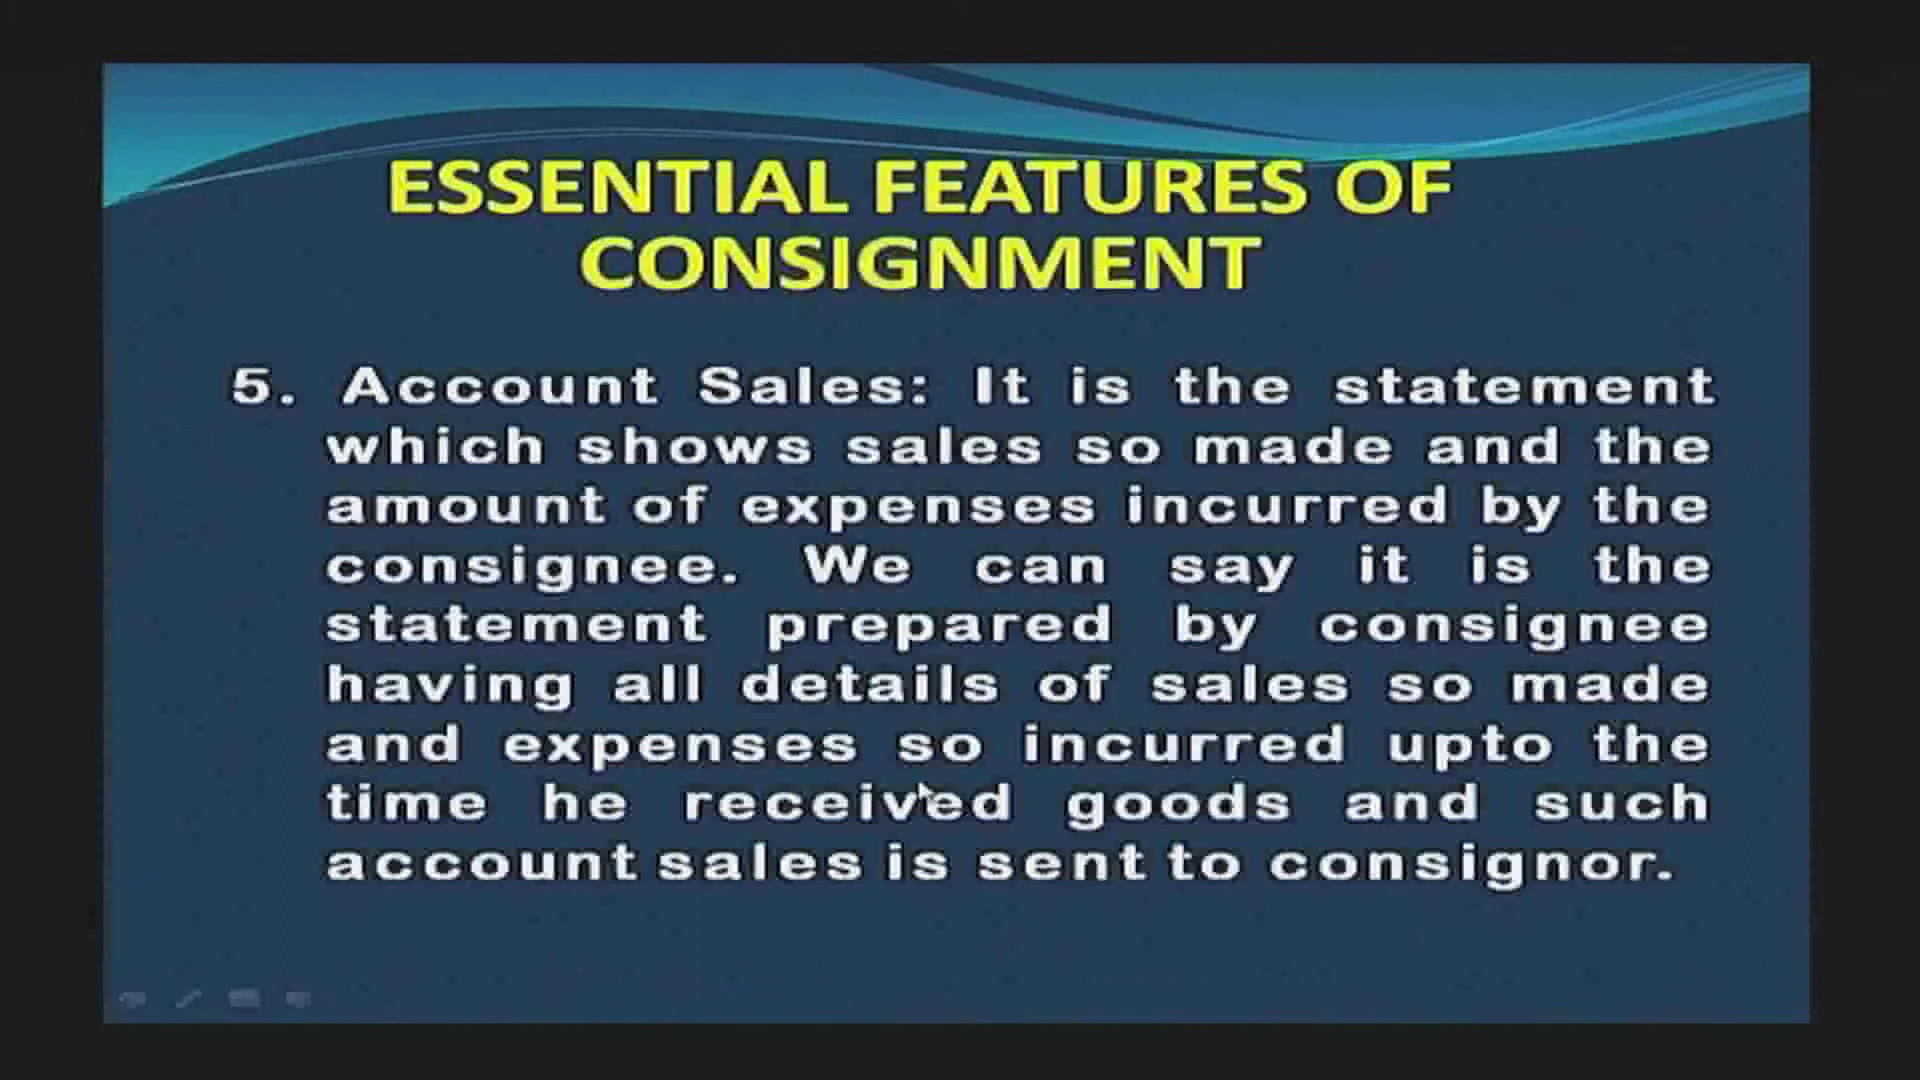 ESSENTIAL FEATURES OF
CONSIGNMENT
5. Account Sales: It is the statement
which shows sales so made and the
amount of expenses incurred by the
consignee. We can say it is the
statement prepared by consignee
having all details of sales so made
and expenses so incurred upto the
time he received goods and such
account sales is sent to consignor.